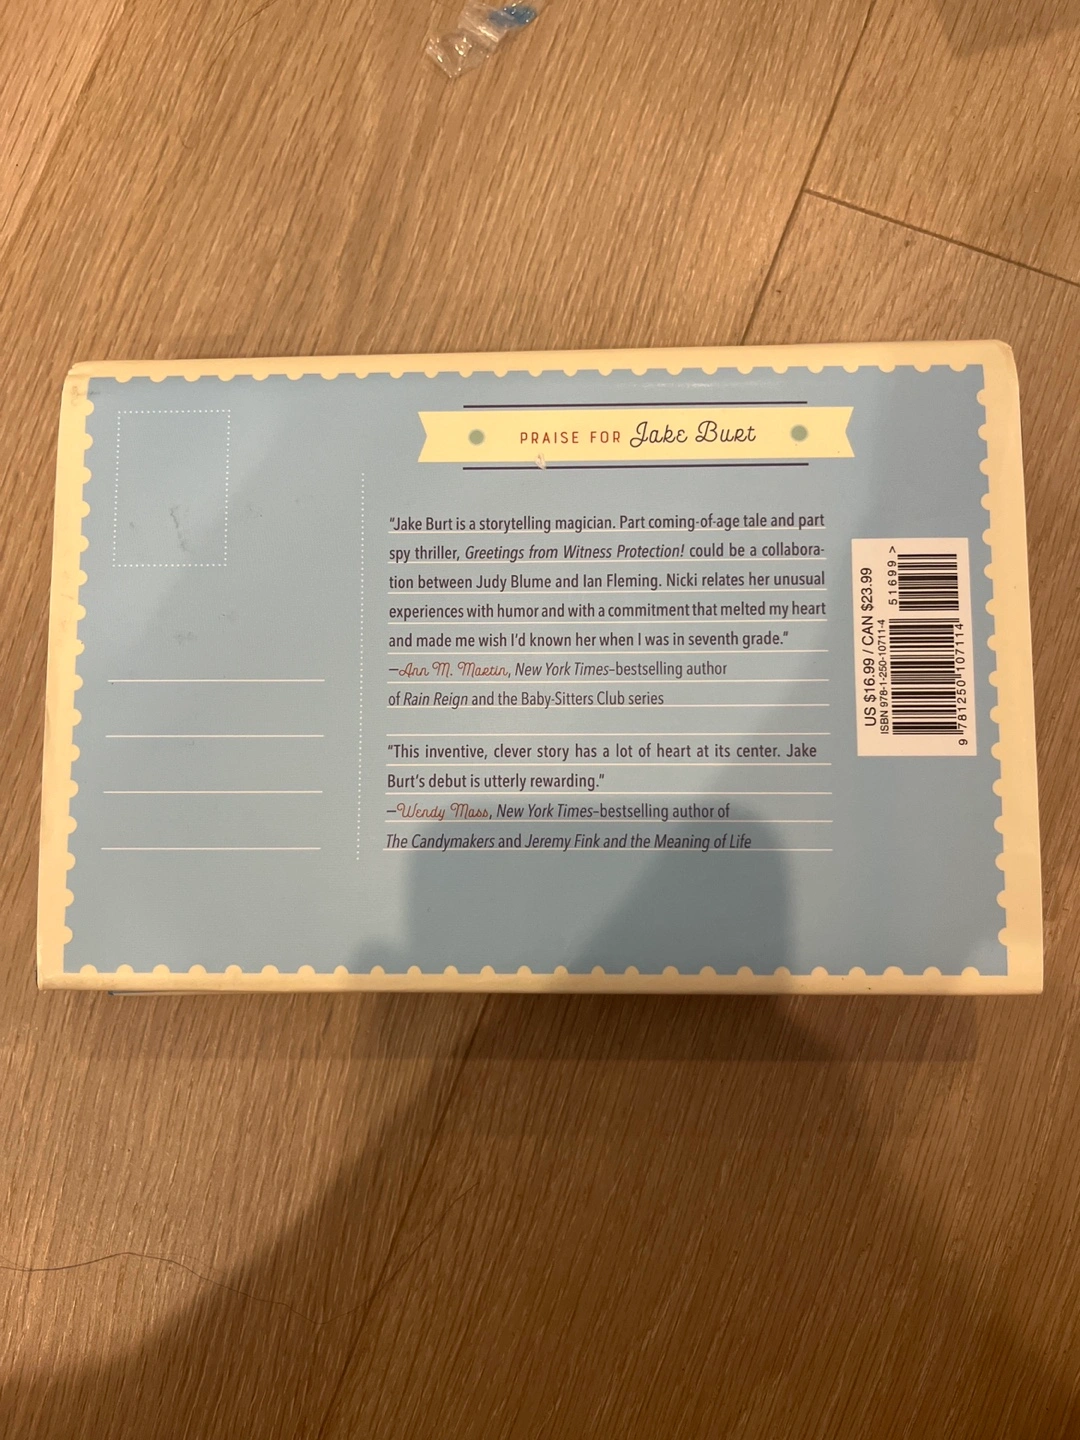 PRAISE FOR Jake Burt
"Jake Burt is a storytelling magician. Part coming-of-age tale and part
spy thriller, Greetings from Witness Protection! could be a collabora-
tion between Judy Blume and Ian Fleming. Nicki relates her unusual
experiences with humor and with a commitment that melted my heart
and made me wish I'd known her when I was in seventh grade."
—Ann M. Martin, New York Times–bestselling author
of Rain Reign and the Baby-Sitters Club series
"This inventive, clever story has a lot of heart at its center. Jake
Burt's debut is utterly rewarding."
—Wendy Mass, New York Times–bestselling author of
The Candymakers and Jeremy Fink and the Meaning of Life
US $16.99 / CAN $23.99
ISBN 978-1-250-10711-4
51699>
9 781250 107114